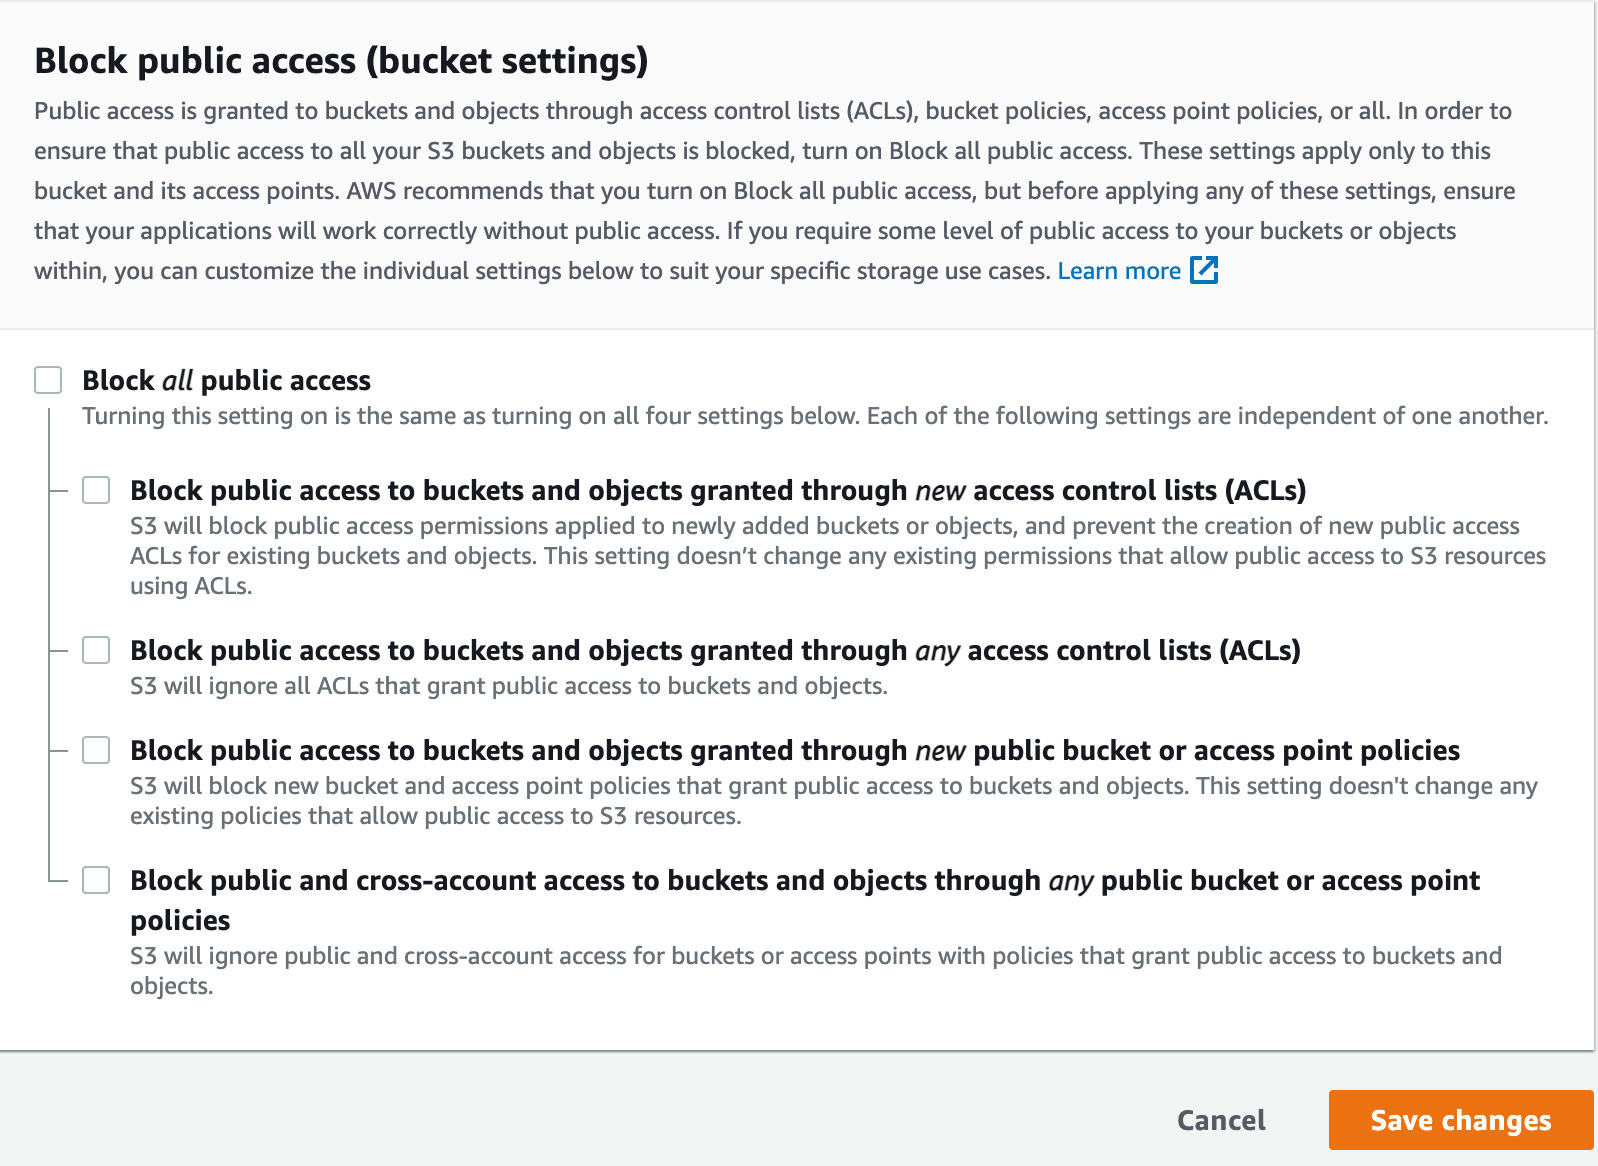 Block public access (bucket settings)
Public access is granted to buckets and objects through access control lists (ACLs), bucket policies, access point policies, or all. In order to
ensure that public access to all your S3 buckets and objects is blocked, turn on Block all public access. These settings apply only to this
bucket and its access points. AWS recommends that you turn on Block all public access, but before applying any of these settings, ensure
that your applications will work correctly without public access. If you require some level of public access to your buckets or objects
within, you can customize the individual settings below to suit your specific storage use cases. Learn more
Block all public access
Turning this setting on is the same as turning on all four settings below. Each of the following settings are independent of one another.
Block public access to buckets and objects granted through new access control lists (ACLs)
S3 will block public access permissions applied to newly added buckets or objects, and prevent the creation of new public access
ACLs for existing buckets and objects. This setting doesn’t change any existing permissions that allow public access to S3 resources
using ACLs.
Block public access to buckets and objects granted through any access control lists (ACLs)
S3 will ignore all ACLs that grant public access to buckets and objects.
Block public access to buckets and objects granted through new public bucket or access point policies
S3 will block new bucket and access point policies that grant public access to buckets and objects. This setting doesn't change any
existing policies that allow public access to S3 resources.
Block public and cross-account access to buckets and objects through any public bucket or access point
policies
S3 will ignore public and cross-account access for buckets or access points with policies that grant public access to buckets and
objects.
Cancel
Save changes